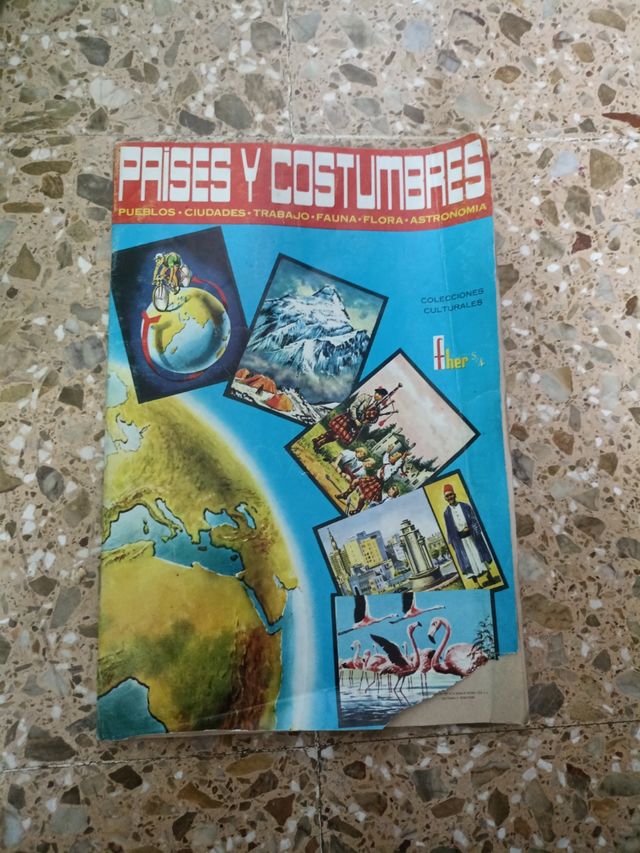 PAISES Y COSTUMBRES
PUEBLOS • CIUDADES • TRABAJO • FAUNA • FLORA • ASTRONOMIA
COLECCIONES
CULTURALES
fher S.A.